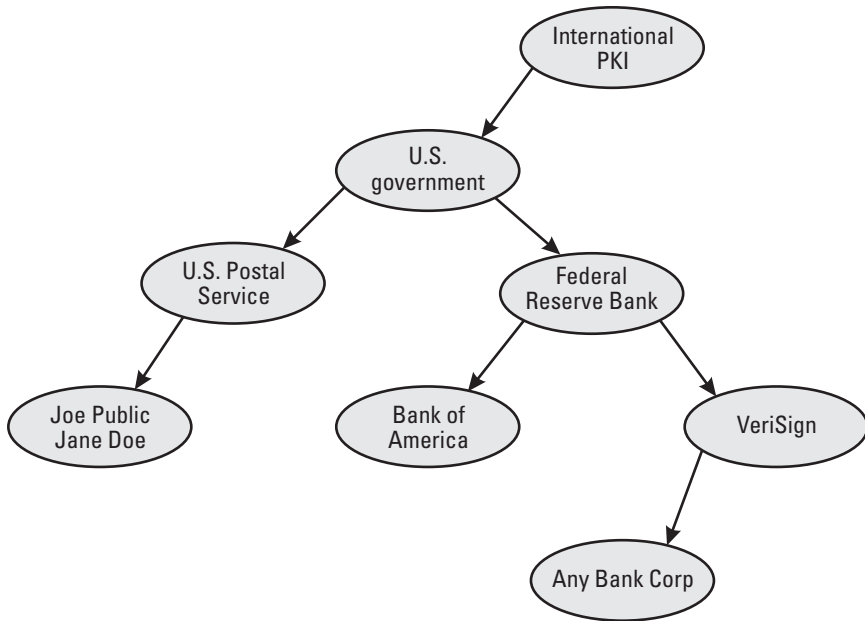 International
PKI
U.S.
government
U.S. Postal
Service
Federal
Reserve Bank
Joe Public
Jane Doe
Bank of
America
VeriSign
Any Bank Corp